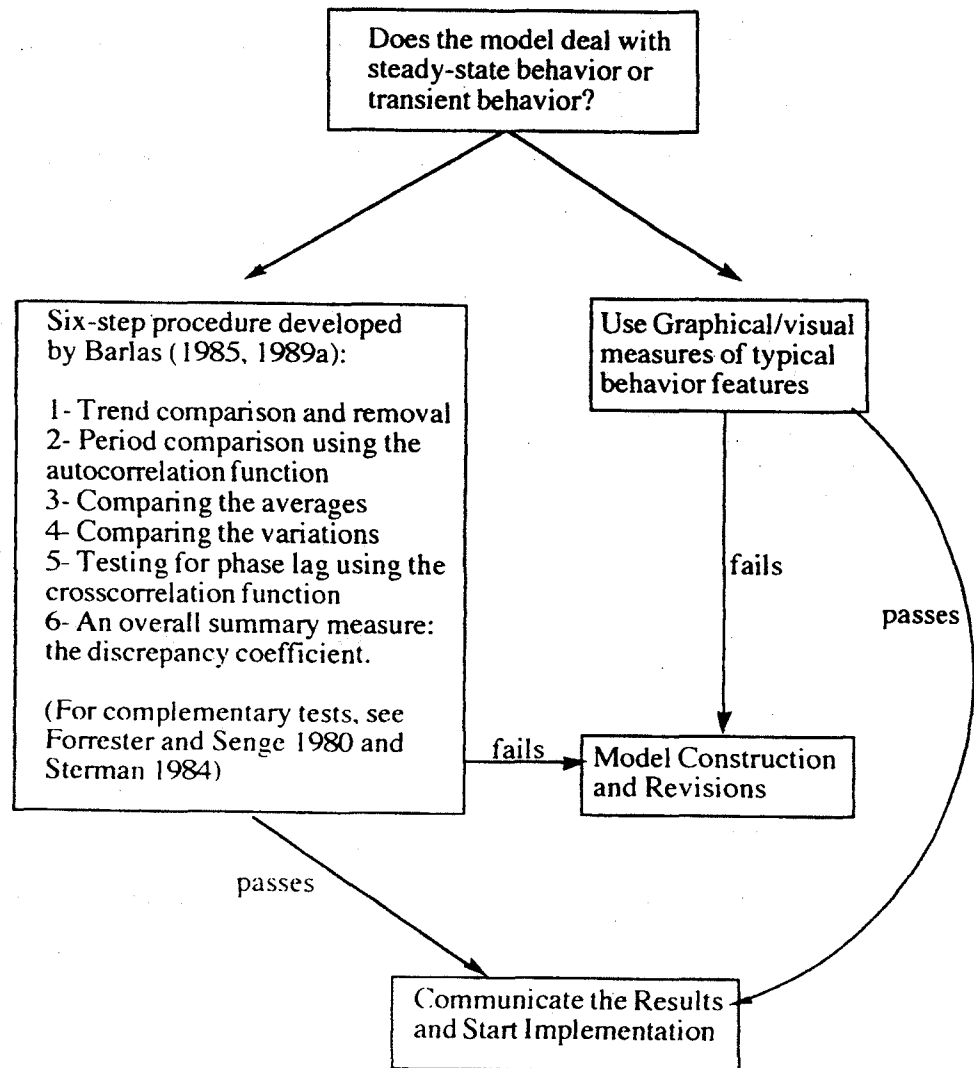 Does the model deal with
steady-state behavior or
transient behavior?
Six-step procedure developed
by Barlas (1985, 1989a):
1- Trend comparison and removal
2- Period comparison using the
autocorrelation function
3- Comparing the averages
4- Comparing the variations
5- Testing for phase lag using the
crosscorrelation function
6- An overall summary measure:
the discrepancy coefficient.
(For complementary tests, see
Forrester and Senge 1980 and
Sterman 1984)
Use Graphical/visual
measures of typical
behavior features
fails
passes
fails
Model Construction
and Revisions
passes
Communicate the Results
and Start Implementation